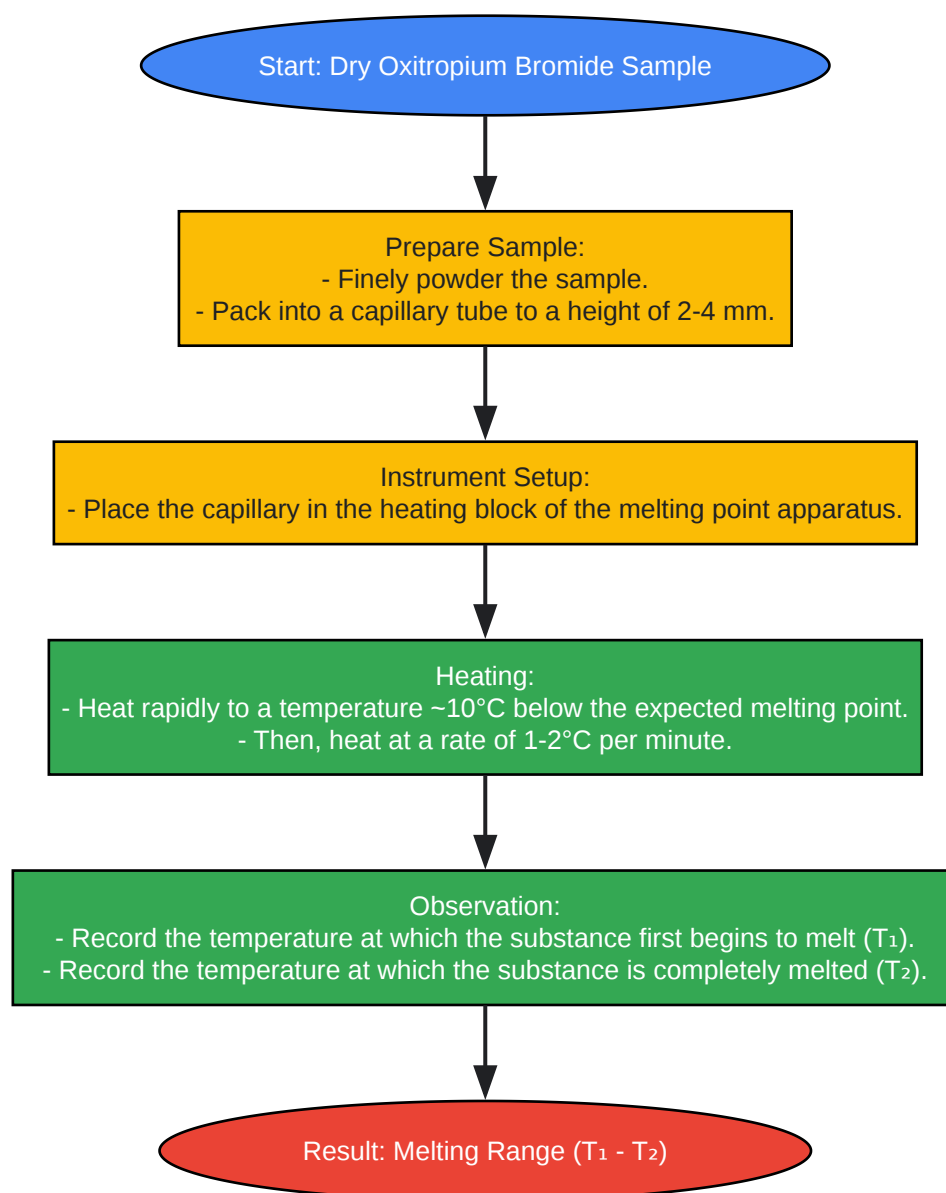 Start: Dry Oxitropium Bromide Sample
Prepare Sample:
- Finely powder the sample.
- Pack into a capillary tube to a height of 2-4 mm.
Instrument Setup:
- Place the capillary in the heating block of the melting point apparatus.
Heating:
- Heat rapidly to a temperature ~10°C below the expected melting point.
- Then, heat at a rate of 1-2°C per minute.
Observation:
- Record the temperature at which the substance first begins to melt (T₁).
- Record the temperature at which the substance is completely melted (T₂).
Result: Melting Range (T₁ - T₂)